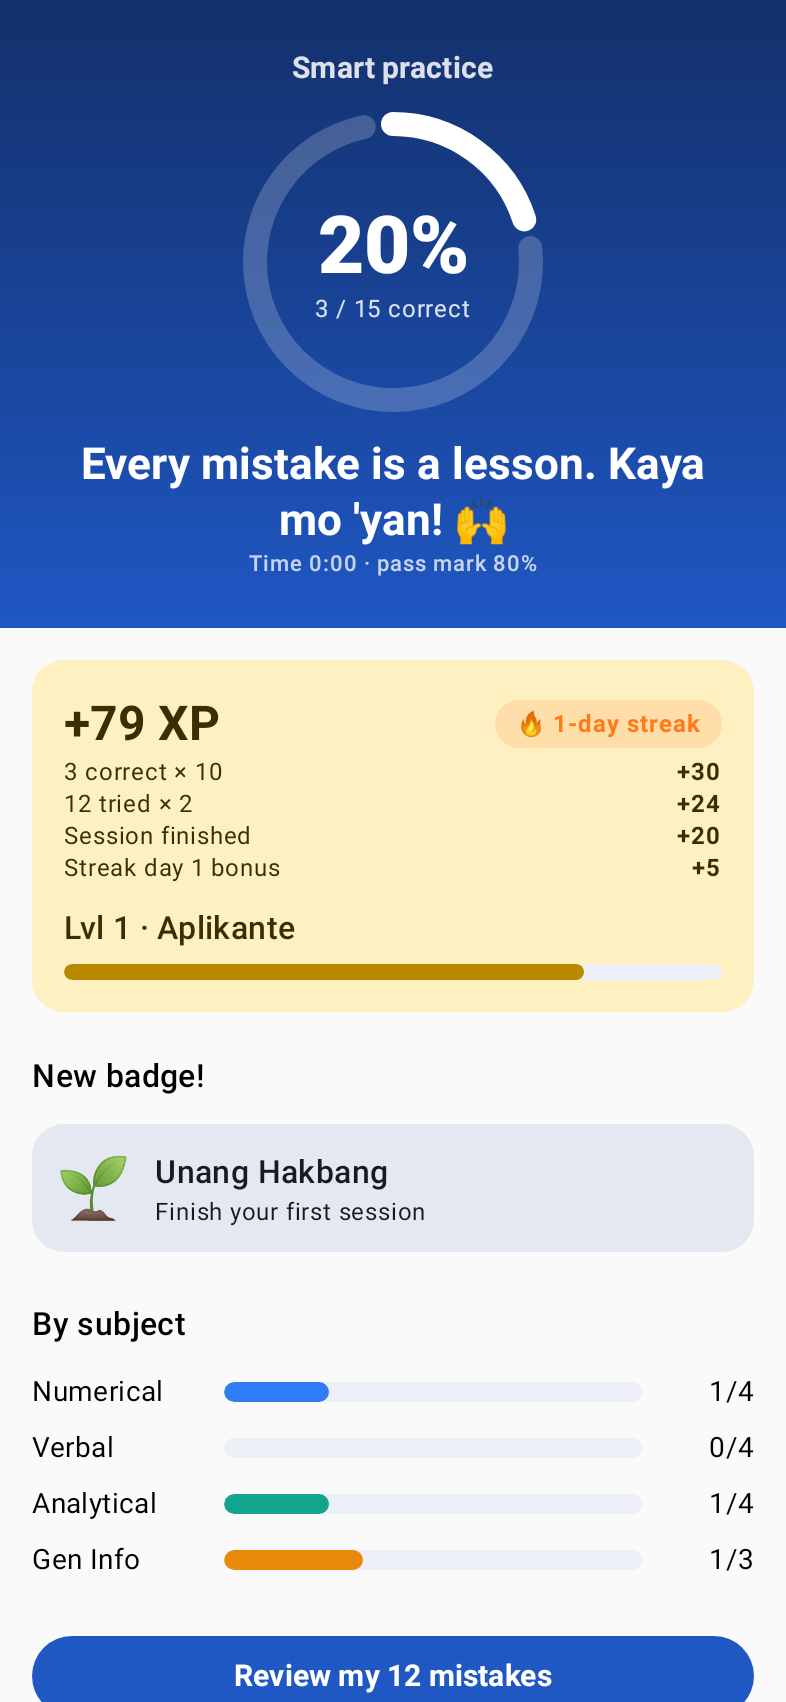 Smart practice
20%
3 / 15 correct
Every mistake is a lesson. Kaya
mo 'yan! 🙌
Time 0:00 · pass mark 80%
+79 XP
🔥 1-day streak
3 correct × 10
+30
12 tried × 2
+24
Session finished
+20
Streak day 1 bonus
+5
Lvl 1 · Aplikante
New badge!
Unang Hakbang
Finish your first session
By subject
Numerical
1/4
Verbal
0/4
Analytical
1/4
Gen Info
1/3
Review my 12 mistakes